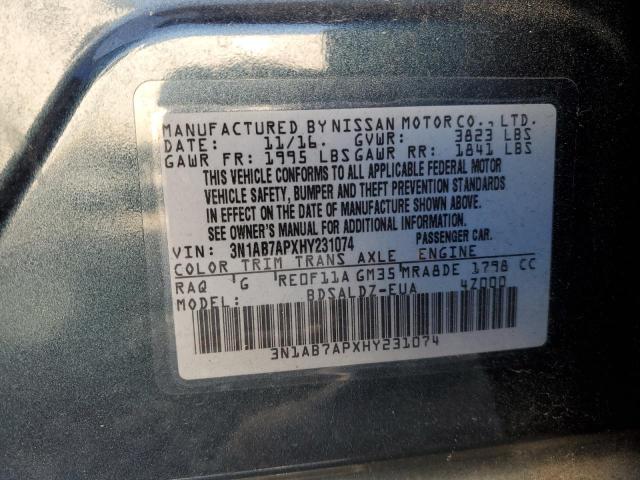 MANUFACTURED BY NISSAN MOTOR CO., LTD.
DATE: 11/16. GVWR: 3823 LBS
GAWR FR: 1995 LBS GAWR RR: 1841 LBS
THIS VEHICLE CONFORMS TO ALL APPLICABLE FEDERAL MOTOR
VEHICLE SAFETY, BUMPER AND THEFT PREVENTION STANDARDS
IN EFFECT ON THE DATE OF MANUFACTURE SHOWN ABOVE.
SEE OWNER'S MANUAL FOR ADDITIONAL INFORMATION.
VIN: 3N1AB7APXHY231074 PASSENGER CAR.
COLOR TRIM TRANS AXLE ENGINE
RAQ G RE0F11A GM35 MRA8DE 1798 CC
MODEL: BDSALDZ-EUA 4Z000
3N1AB7APXHY231074